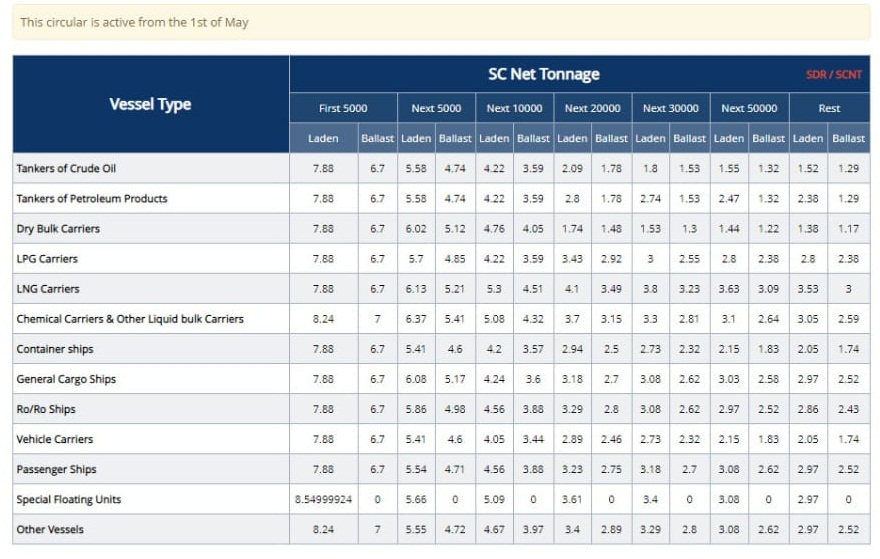 This circular is active from the 1st of May
Vessel Type SC Net Tonnage SDR / SCNT
First 5000 Next 5000 Next 10000 Next 20000 Next 30000 Next 50000 Rest
Laden Ballast Laden Ballast Laden Ballast Laden Ballast Laden Ballast Laden Ballast Laden Ballast
Tankers of Crude Oil 7.88 6.7 5.58 4.74 4.22 3.59 2.09 1.78 1.8 1.53 1.55 1.32 1.52 1.29
Tankers of Petroleum Products 7.88 6.7 5.58 4.74 4.22 3.59 2.8 1.78 2.74 1.53 2.47 1.32 2.38 1.29
Dry Bulk Carriers 7.88 6.7 6.02 5.12 4.76 4.05 1.74 1.48 1.53 1.3 1.44 1.22 1.38 1.17
LPG Carriers 7.88 6.7 5.7 4.85 4.22 3.59 3.43 2.92 3 2.55 2.8 2.38 2.8 2.38
LNG Carriers 7.88 6.7 6.13 5.21 5.3 4.51 4.1 3.49 3.8 3.23 3.63 3.09 3.53 3
Chemical Carriers & Other Liquid bulk Carriers 8.24 7 6.37 5.41 5.08 4.32 3.7 3.15 3.3 2.81 3.1 2.64 3.05 2.59
Container ships 7.88 6.7 5.41 4.6 4.2 3.57 2.94 2.5 2.73 2.32 2.15 1.83 2.05 1.74
General Cargo Ships 7.88 6.7 6.08 5.17 4.24 3.6 3.18 2.7 3.08 2.62 3.03 2.58 2.97 2.52
Ro/Ro Ships 7.88 6.7 5.86 4.98 4.56 3.88 3.29 2.8 3.08 2.62 2.97 2.52 2.86 2.43
Vehicle Carriers 7.88 6.7 5.41 4.6 4.05 3.44 2.89 2.46 2.73 2.32 2.15 1.83 2.05 1.74
Passenger Ships 7.88 6.7 5.54 4.71 4.56 3.88 3.23 2.75 3.18 2.7 3.08 2.62 2.97 2.52
Special Floating Units 8.54999924 0 5.66 0 5.09 0 3.61 0 3.4 0 3.08 0 2.97 0
Other Vessels 8.24 7 5.55 4.72 4.67 3.97 3.4 2.89 3.29 2.8 3.08 2.62 2.97 2.52